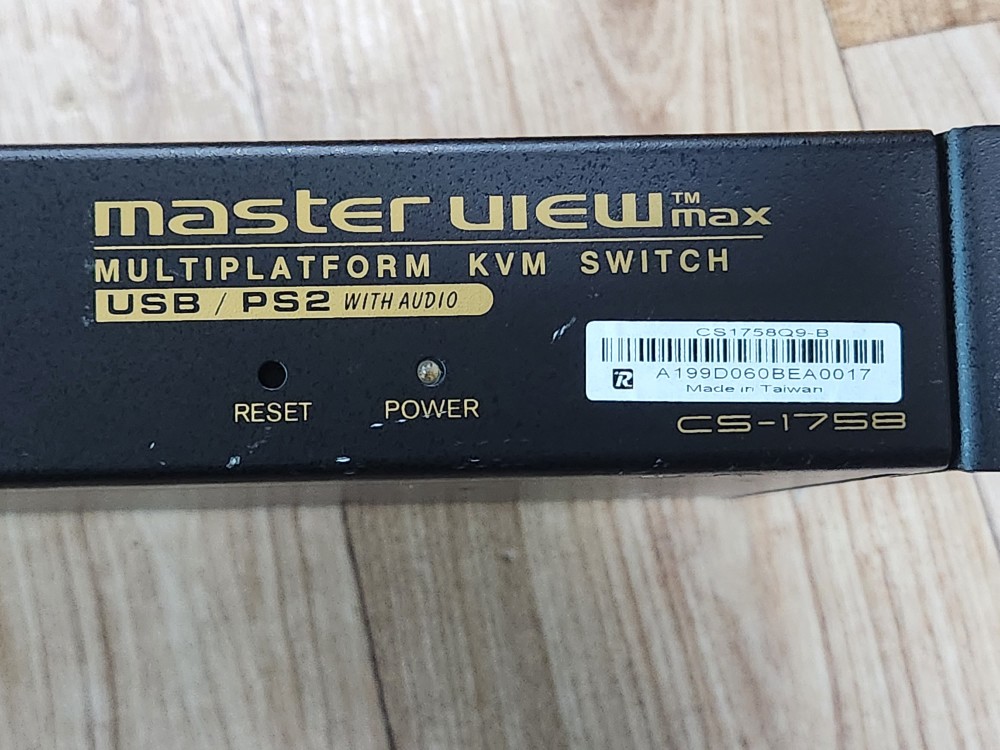 master view™ max
MULTIPLATFORM KVM SWITCH
USB / PS2 WITH AUDIO
RESET
POWER
CS1758Q9-B
A199D060BEA0017
Made in Taiwan
CS-1758